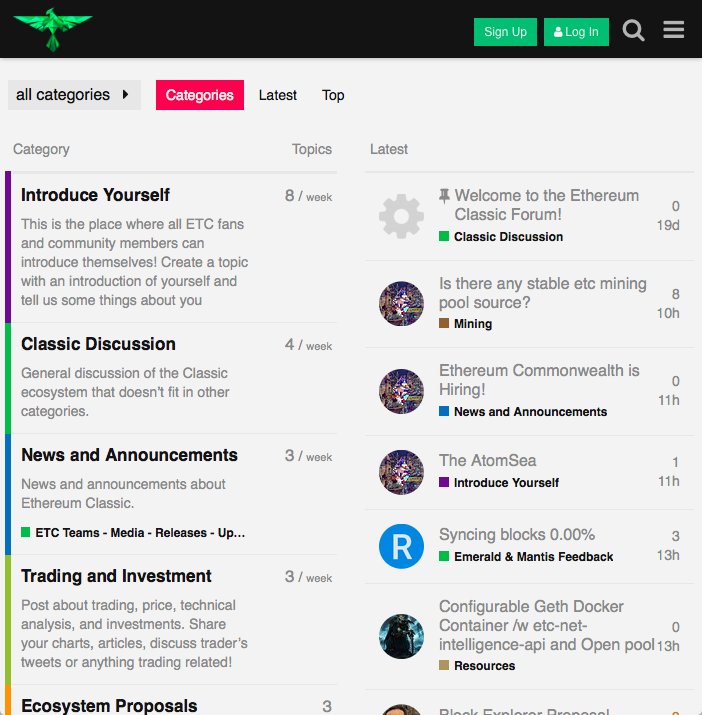 Sign Up
Log In
all categories
Categories
Latest
Top
Category
Topics
Introduce Yourself
8 / week
This is the place where all ETC fans
and community members can
introduce themselves! Create a topic
with an introduction of yourself and
tell us some things about you
Classic Discussion
4 / week
General discussion of the Classic
ecosystem that doesn't fit in other
categories.
News and Announcements
3 / week
News and announcements about
Ethereum Classic.
ETC Teams - Media - Releases - Up...
Trading and Investment
3 / week
Post about trading, price, technical
analysis, and investments. Share
your charts, articles, discuss trader's
tweets or anything trading related!
Ecosystem Proposals
3
Latest
Welcome to the Ethereum
Classic Forum!
0
19d
Classic Discussion
Is there any stable etc mining
pool source?
8
10h
Mining
Ethereum Commonwealth is
Hiring!
0
11h
News and Announcements
The AtomSea
1
11h
Introduce Yourself
R
Syncing blocks 0.00%
3
13h
Emerald & Mantis Feedback
Configurable Geth Docker
Container /w etc-net-
intelligence-api and Open pool
0
13h
Resources
Block Explorer Proposal